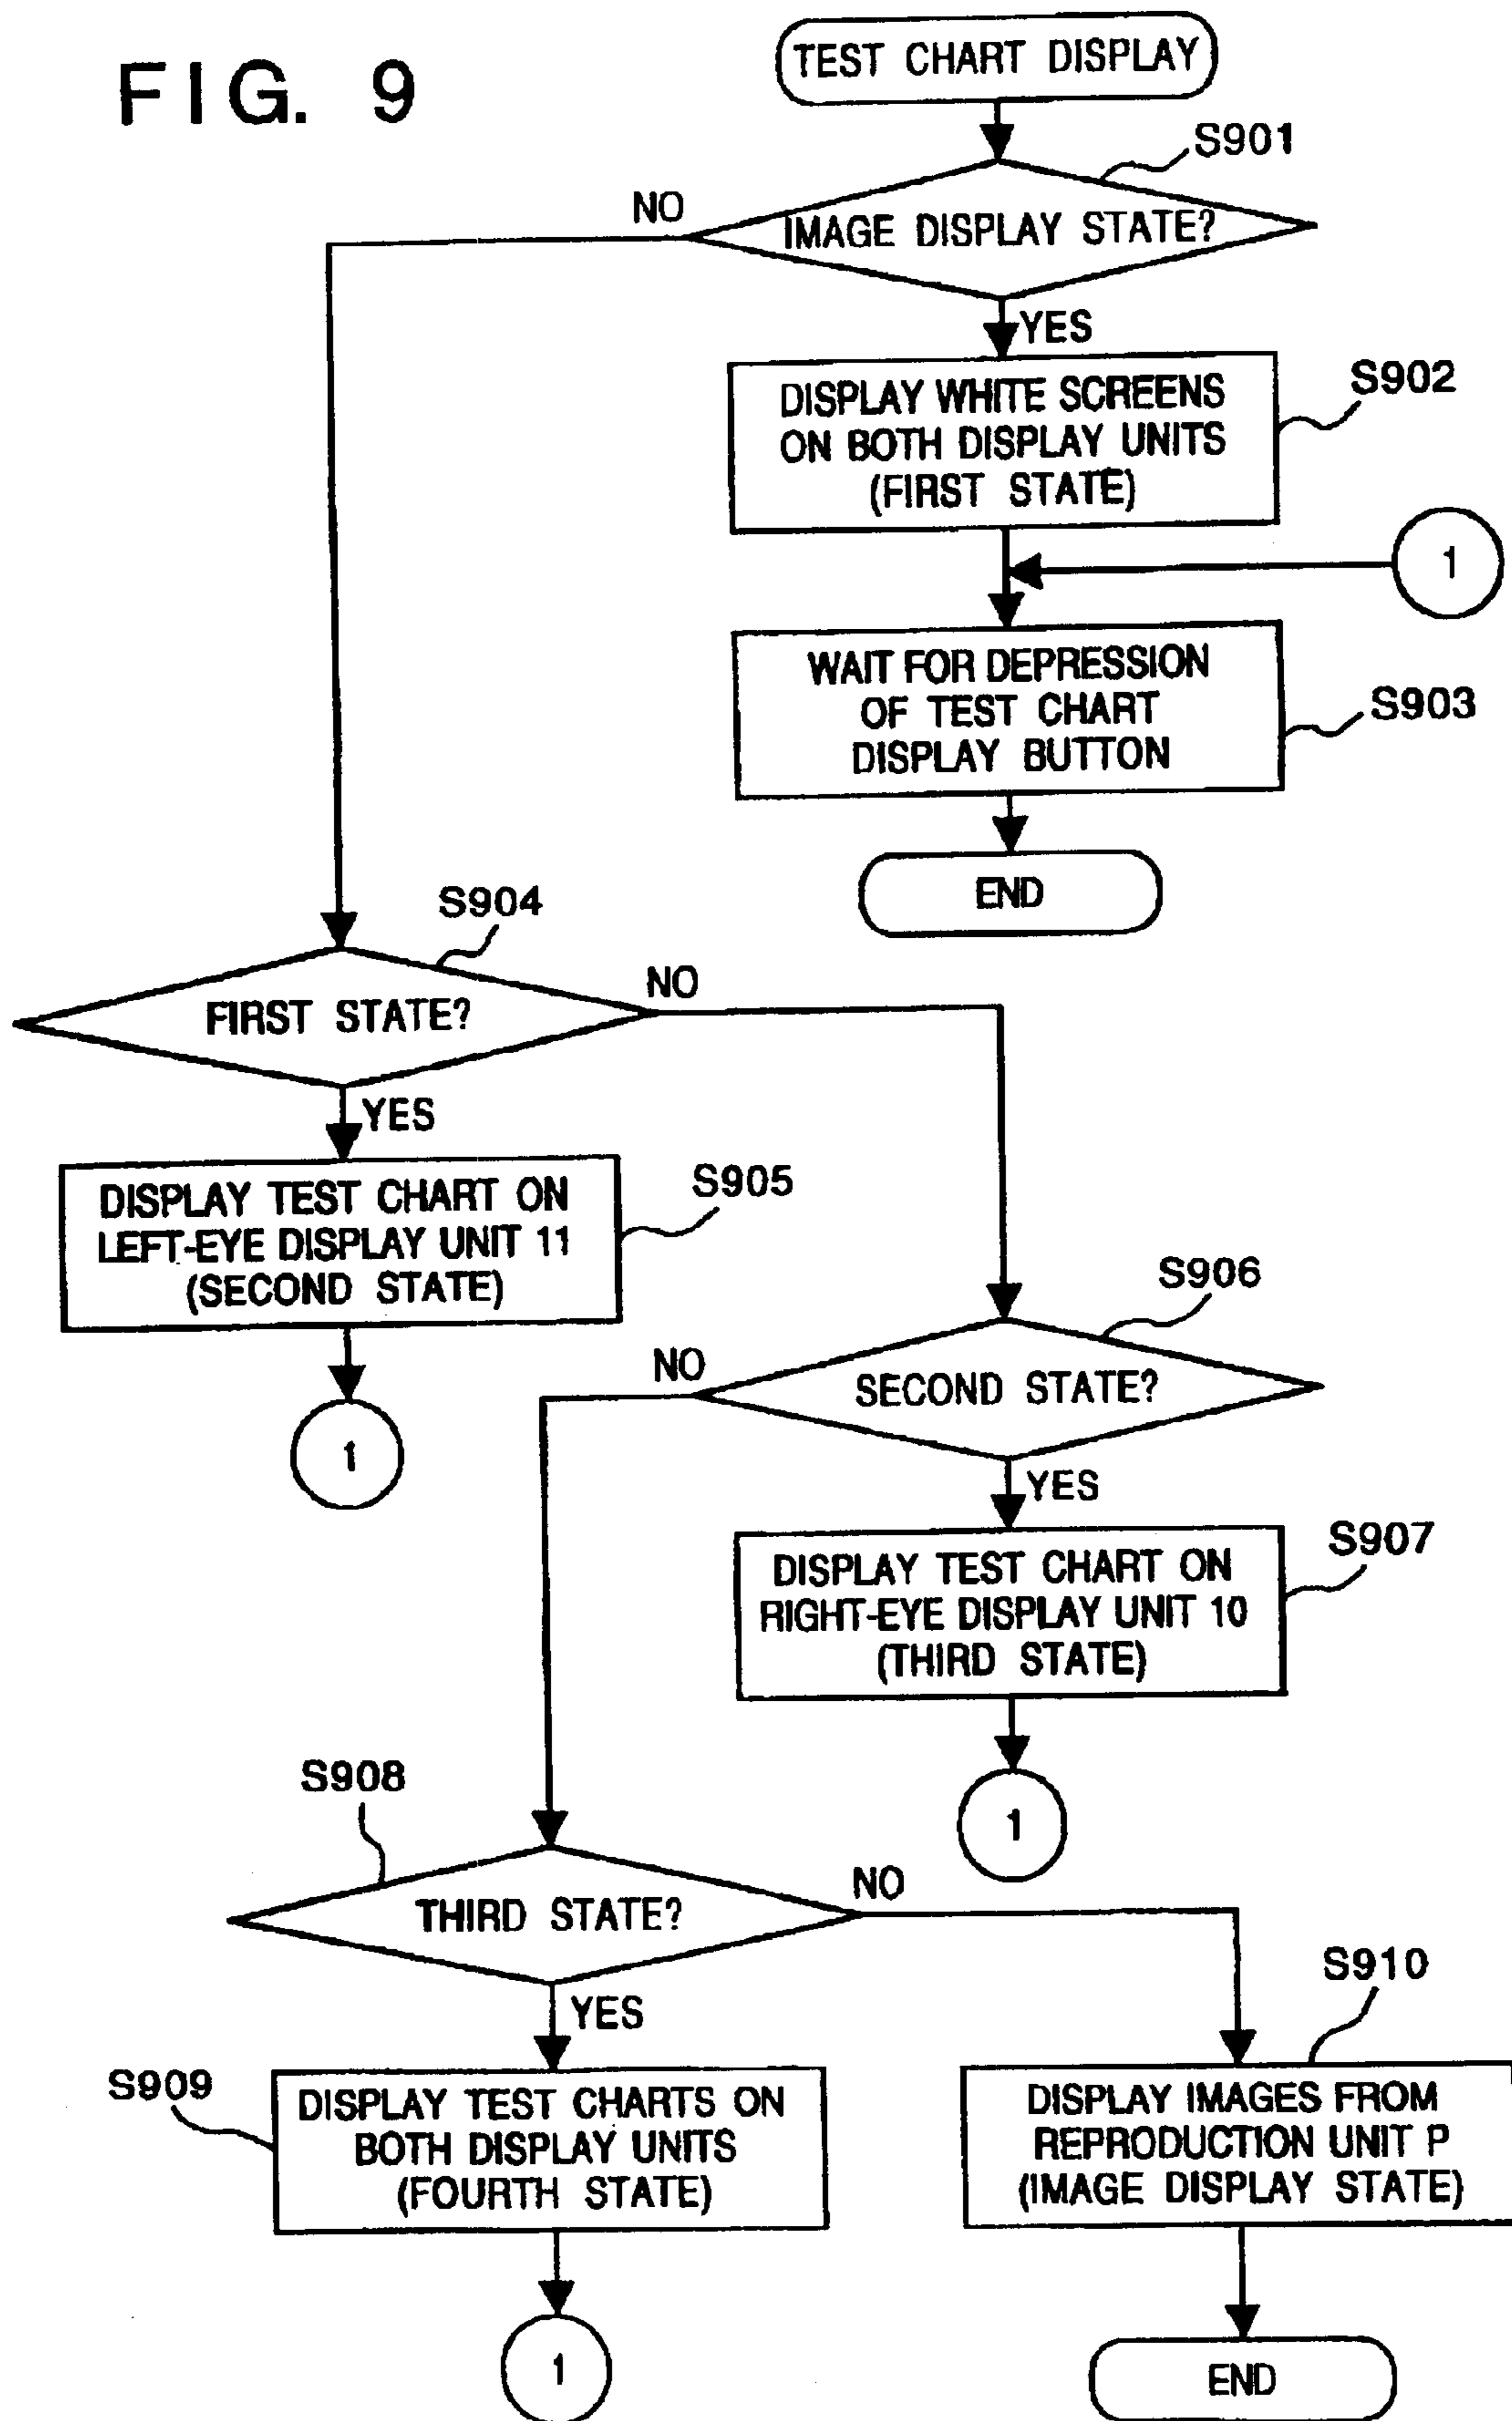 FIG. 9
TEST CHART DISPLAY
S901
NO
IMAGE DISPLAY STATE?
YES
DISPLAY WHITE SCREENS
ON BOTH DISPLAY UNITS
(FIRST STATE)
S902
1
WAIT FOR DEPRESSION
OF TEST CHART
DISPLAY BUTTON
S903
END
S904
FIRST STATE?
NO
YES
DISPLAY TEST CHART ON
LEFT-EYE DISPLAY UNIT 11
(SECOND STATE)
S905
1
S906
NO
SECOND STATE?
YES
DISPLAY TEST CHART ON
RIGHT-EYE DISPLAY UNIT 10
(THIRD STATE)
S907
1
S908
THIRD STATE?
NO
YES
S909
DISPLAY TEST CHARTS ON
BOTH DISPLAY UNITS
(FOURTH STATE)
1
S910
DISPLAY IMAGES FROM
REPRODUCTION UNIT P
(IMAGE DISPLAY STATE)
END